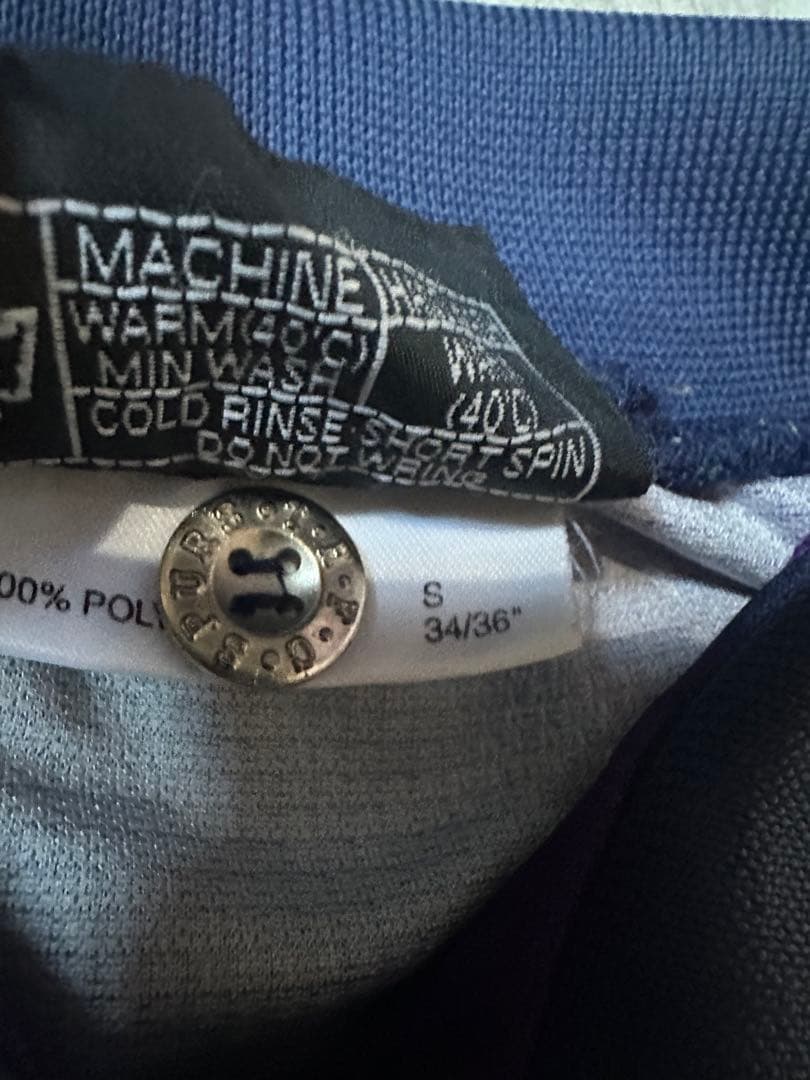 MACHINE
WARM (40°C)
MIN WASH
COLD RINSE · SHORT SPIN
DO NOT WRING
(40°C)
00% POLY
S
34/36"
SPURS · T · H · F · C ·